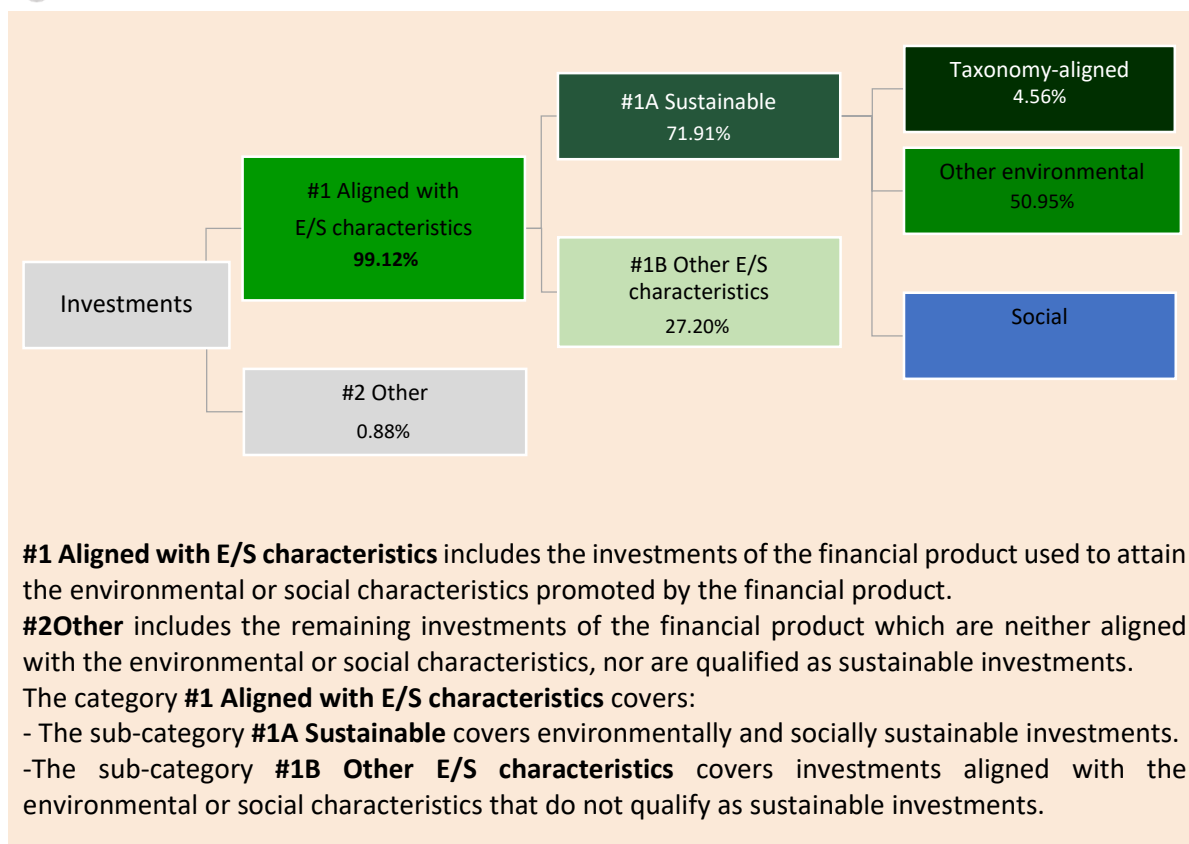 Investments
#1 Aligned with
E/S characteristics
99.12%
#2 Other
0.88%
#1A Sustainable
71.91%
#1B Other E/S
characteristics
27.20%
Taxonomy-aligned
4.56%
Other environmental
50.95%
Social
#1 Aligned with E/S characteristics includes the investments of the financial product used to attain
the environmental or social characteristics promoted by the financial product.
#2Other includes the remaining investments of the financial product which are neither aligned
with the environmental or social characteristics, nor are qualified as sustainable investments.
The category #1 Aligned with E/S characteristics covers:
- The sub-category #1A Sustainable covers environmentally and socially sustainable investments.
-The sub-category #1B Other E/S characteristics covers investments aligned with the
environmental or social characteristics that do not qualify as sustainable investments.